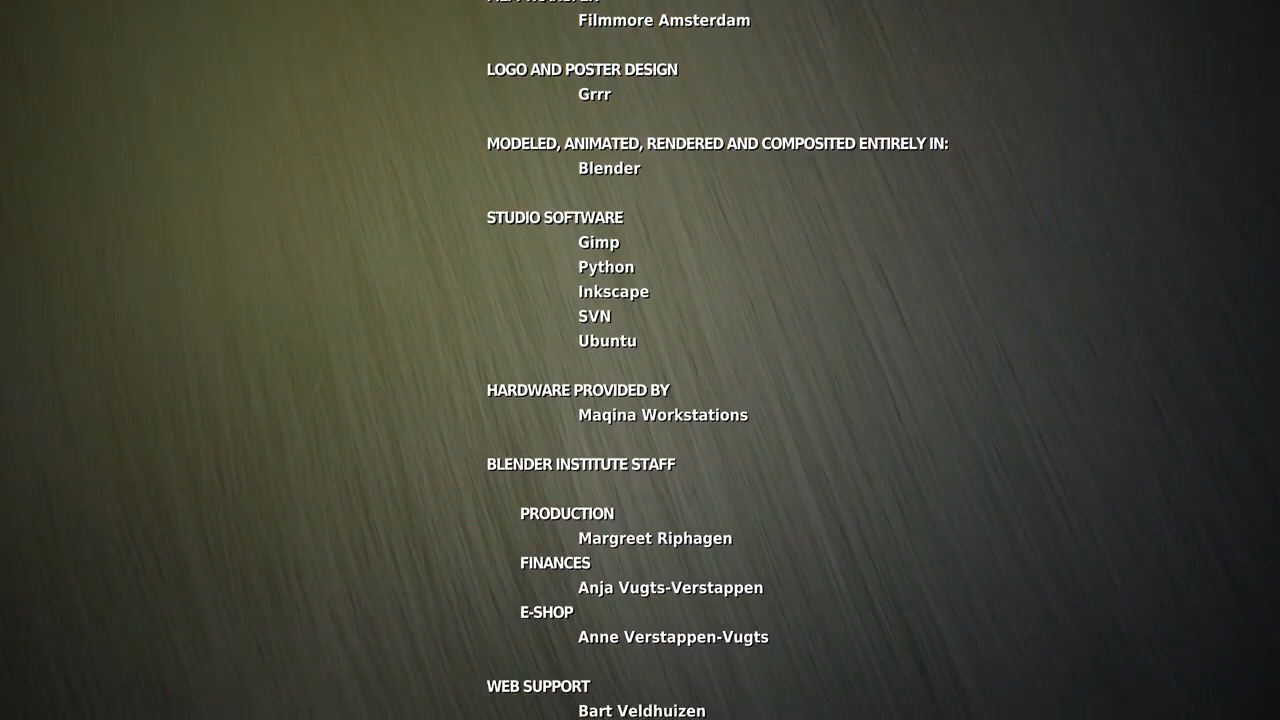 Filmmore Amsterdam
LOGO AND POSTER DESIGN
Grrr
MODELED, ANIMATED, RENDERED AND COMPOSITED ENTIRELY IN:
Blender
STUDIO SOFTWARE
Gimp
Python
Inkscape
SVN
Ubuntu
HARDWARE PROVIDED BY
Maqina Workstations
BLENDER INSTITUTE STAFF
PRODUCTION
Margreet Riphagen
FINANCES
Anja Vugts-Verstappen
E-SHOP
Anne Verstappen-Vugts
WEB SUPPORT
Bart Veldhuizen